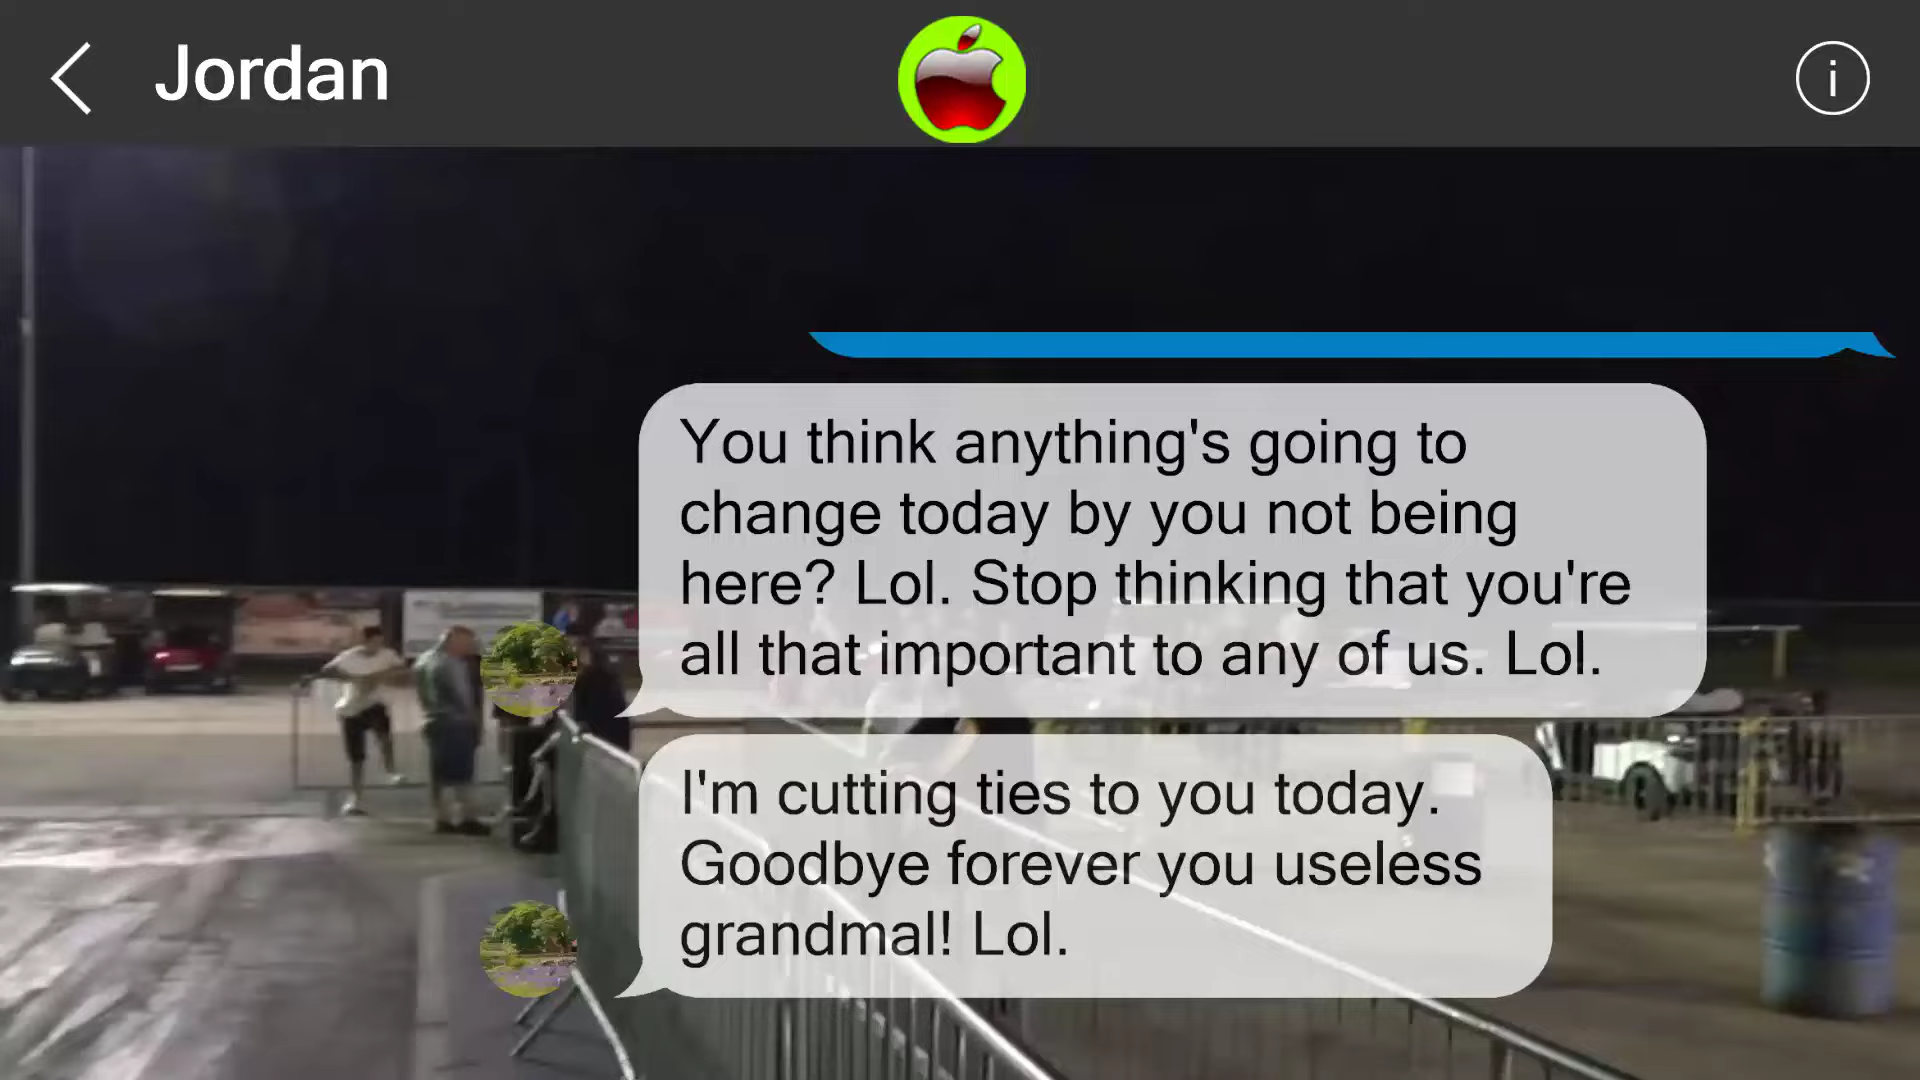 Jordan
i
You think anything's going to
change today by you not being
here? Lol. Stop thinking that you're
all that important to any of us. Lol.
I'm cutting ties to you today.
Goodbye forever you useless
grandmal! Lol.